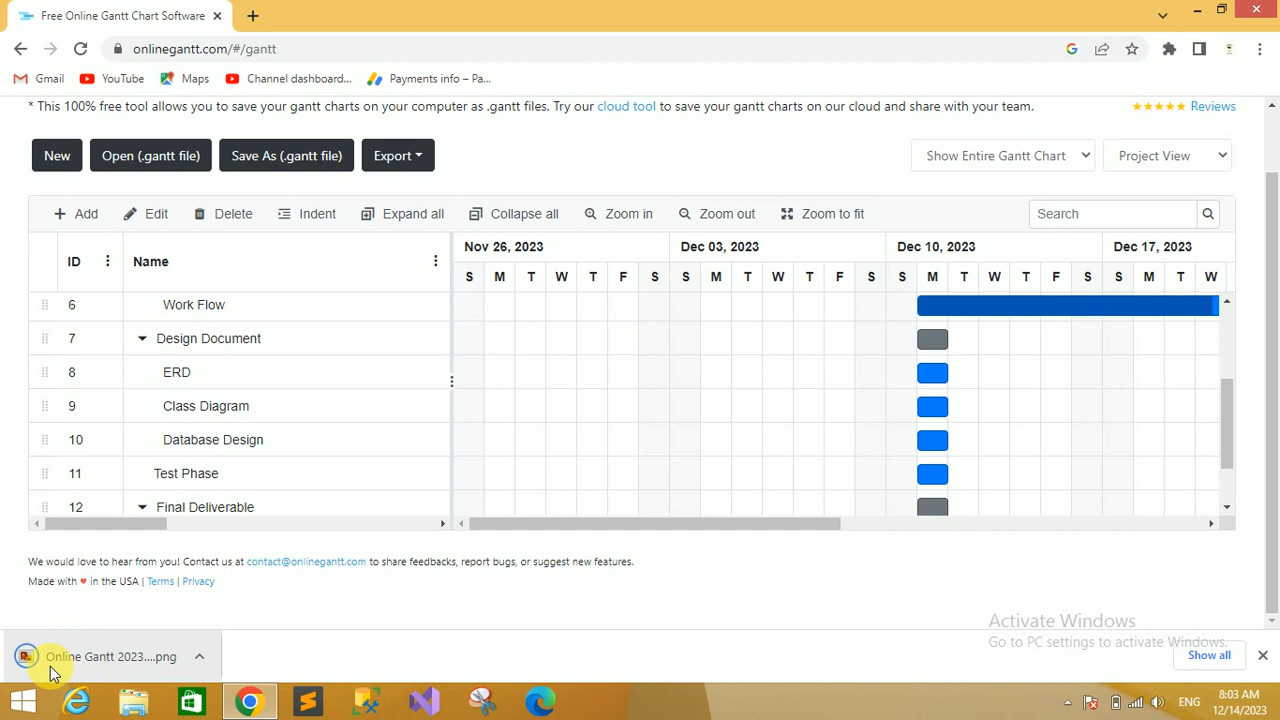 Free Online Gantt Chart Software
onlinegantt.com/#/gantt
Gmail YouTube Maps Channel dashboard... Payments info – Pa...
* This 100% free tool allows you to save your gantt charts on your computer as .gantt files. Try our cloud tool to save your gantt charts on our cloud and share with your team. ★★★★★ Reviews
New Open (.gantt file) Save As (.gantt file) Export Show Entire Gantt Chart Project View
Add Edit Delete Indent Expand all Collapse all Zoom in Zoom out Zoom to fit Search
Nov 26, 2023 Dec 03, 2023 Dec 10, 2023 Dec 17, 2023
ID Name
S M T W T F S S M T W T F S S M T W T F S S M T W
6 Work Flow
7 Design Document
8 ERD
9 Class Diagram
10 Database Design
11 Test Phase
12 Final Deliverable
We would love to hear from you! Contact us at contact@onlinegantt.com to share feedbacks, report bugs, or suggest new features.
Made with ♥ in the USA | Terms | Privacy
Activate Windows
Go to PC settings to activate Windows.
Online Gantt 2023....png Show all
ENG 8:03 AM
12/14/2023